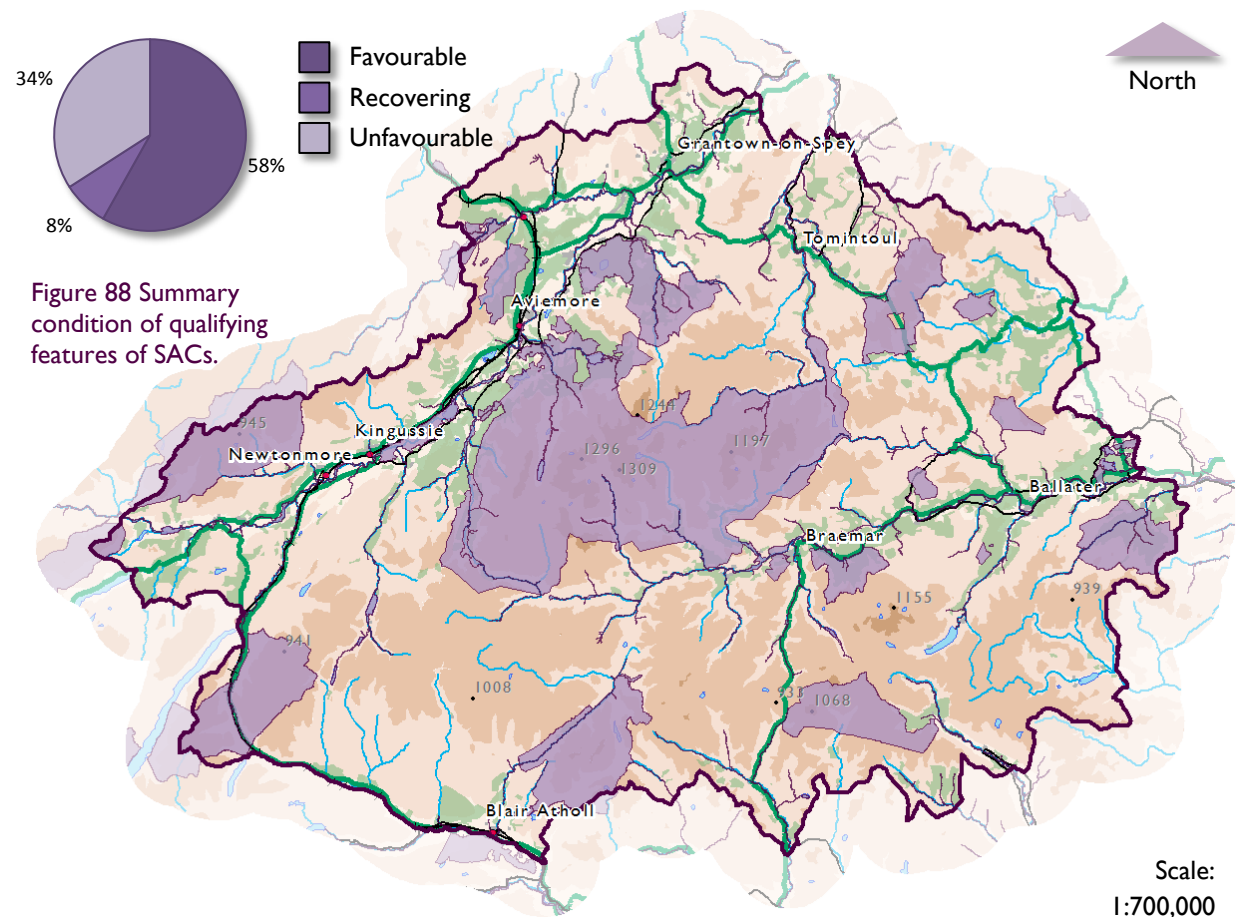 34%
58%
8%
Favourable
Recovering
Unfavourable
North
Figure 88 Summary
condition of qualifying
features of SACs.
Grantown-on-Spey
Tomintoul
Aviemore
1244
945
Kingussie
1296
1197
Newtonmore
1309
Ballater
Braemar
1155
939
941
1008
933
1068
Blair Atholl
Scale:
1:700,000